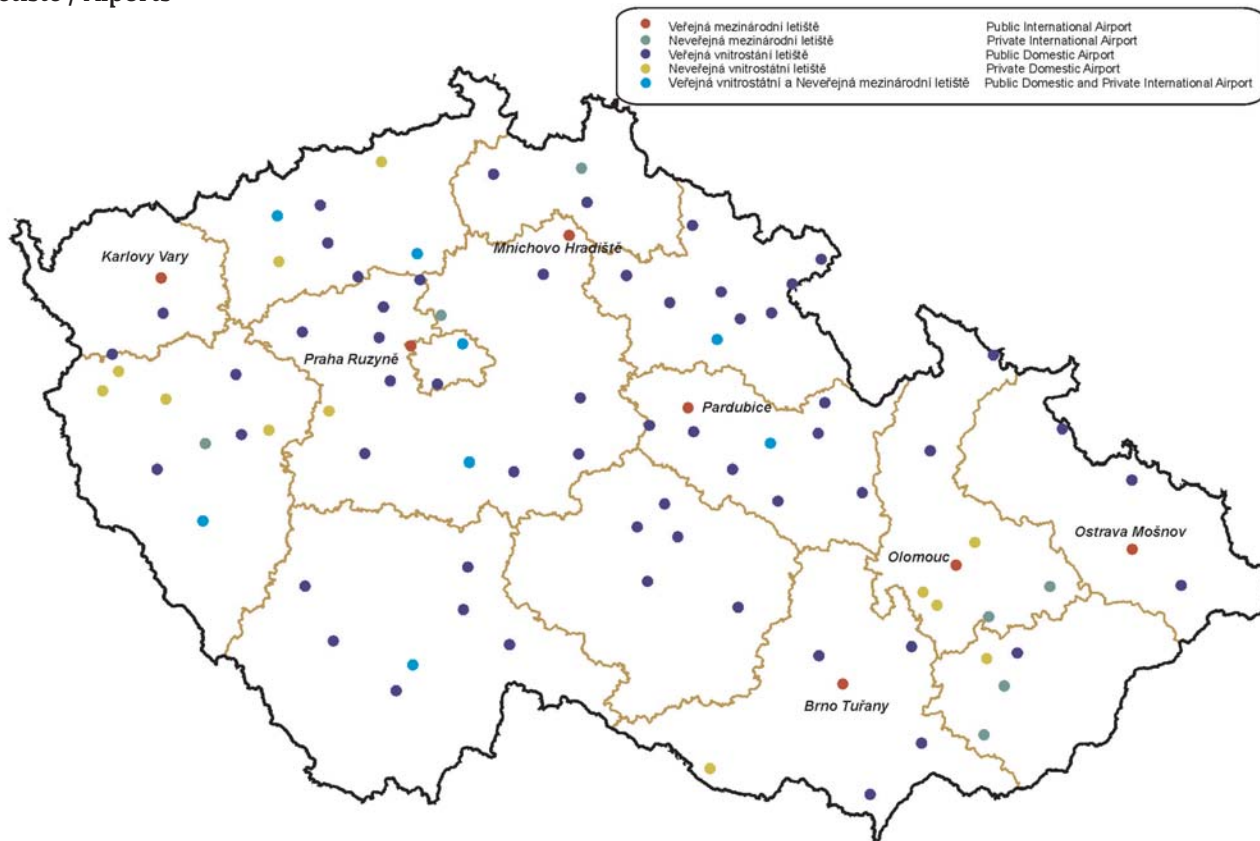 / Airports
Veřejná mezinárodní letiště Public International Airport
Neveřejná mezinárodní letiště Private International Airport
Veřejná vnitrostání letiště Public Domestic Airport
Neveřejná vnitrostátní letiště Private Domestic Airport
Veřejná vnitrostátní a Neveřejná mezinárodní letiště Public Domestic and Private International Airport
Mnichovo Hradiště
Karlovy Vary
Praha Ruzyně
Pardubice
Ostrava Mošnov
Olomouc
Brno Tuřany